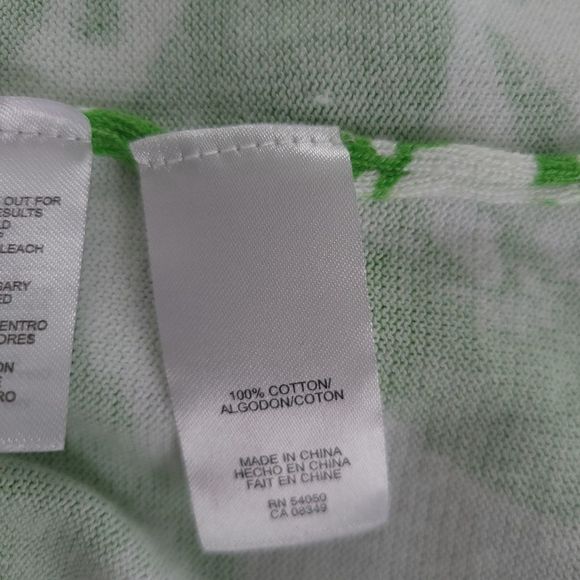 OUT FOR
RESULTS
LD
P
LEACH
SARY
ED
ENTRO
ORES
ON
E
RO
100% COTTON/
ALGODON/COTON
MADE IN CHINA
HECHO EN CHINA
FAIT EN CHINE
RN 54050
CA 08349